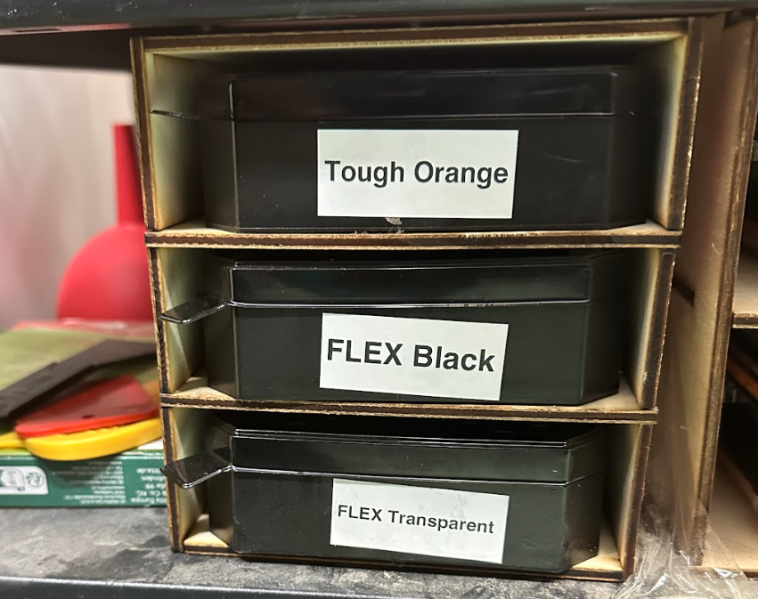 Tough Orange
FLEX Black
FLEX Transparent